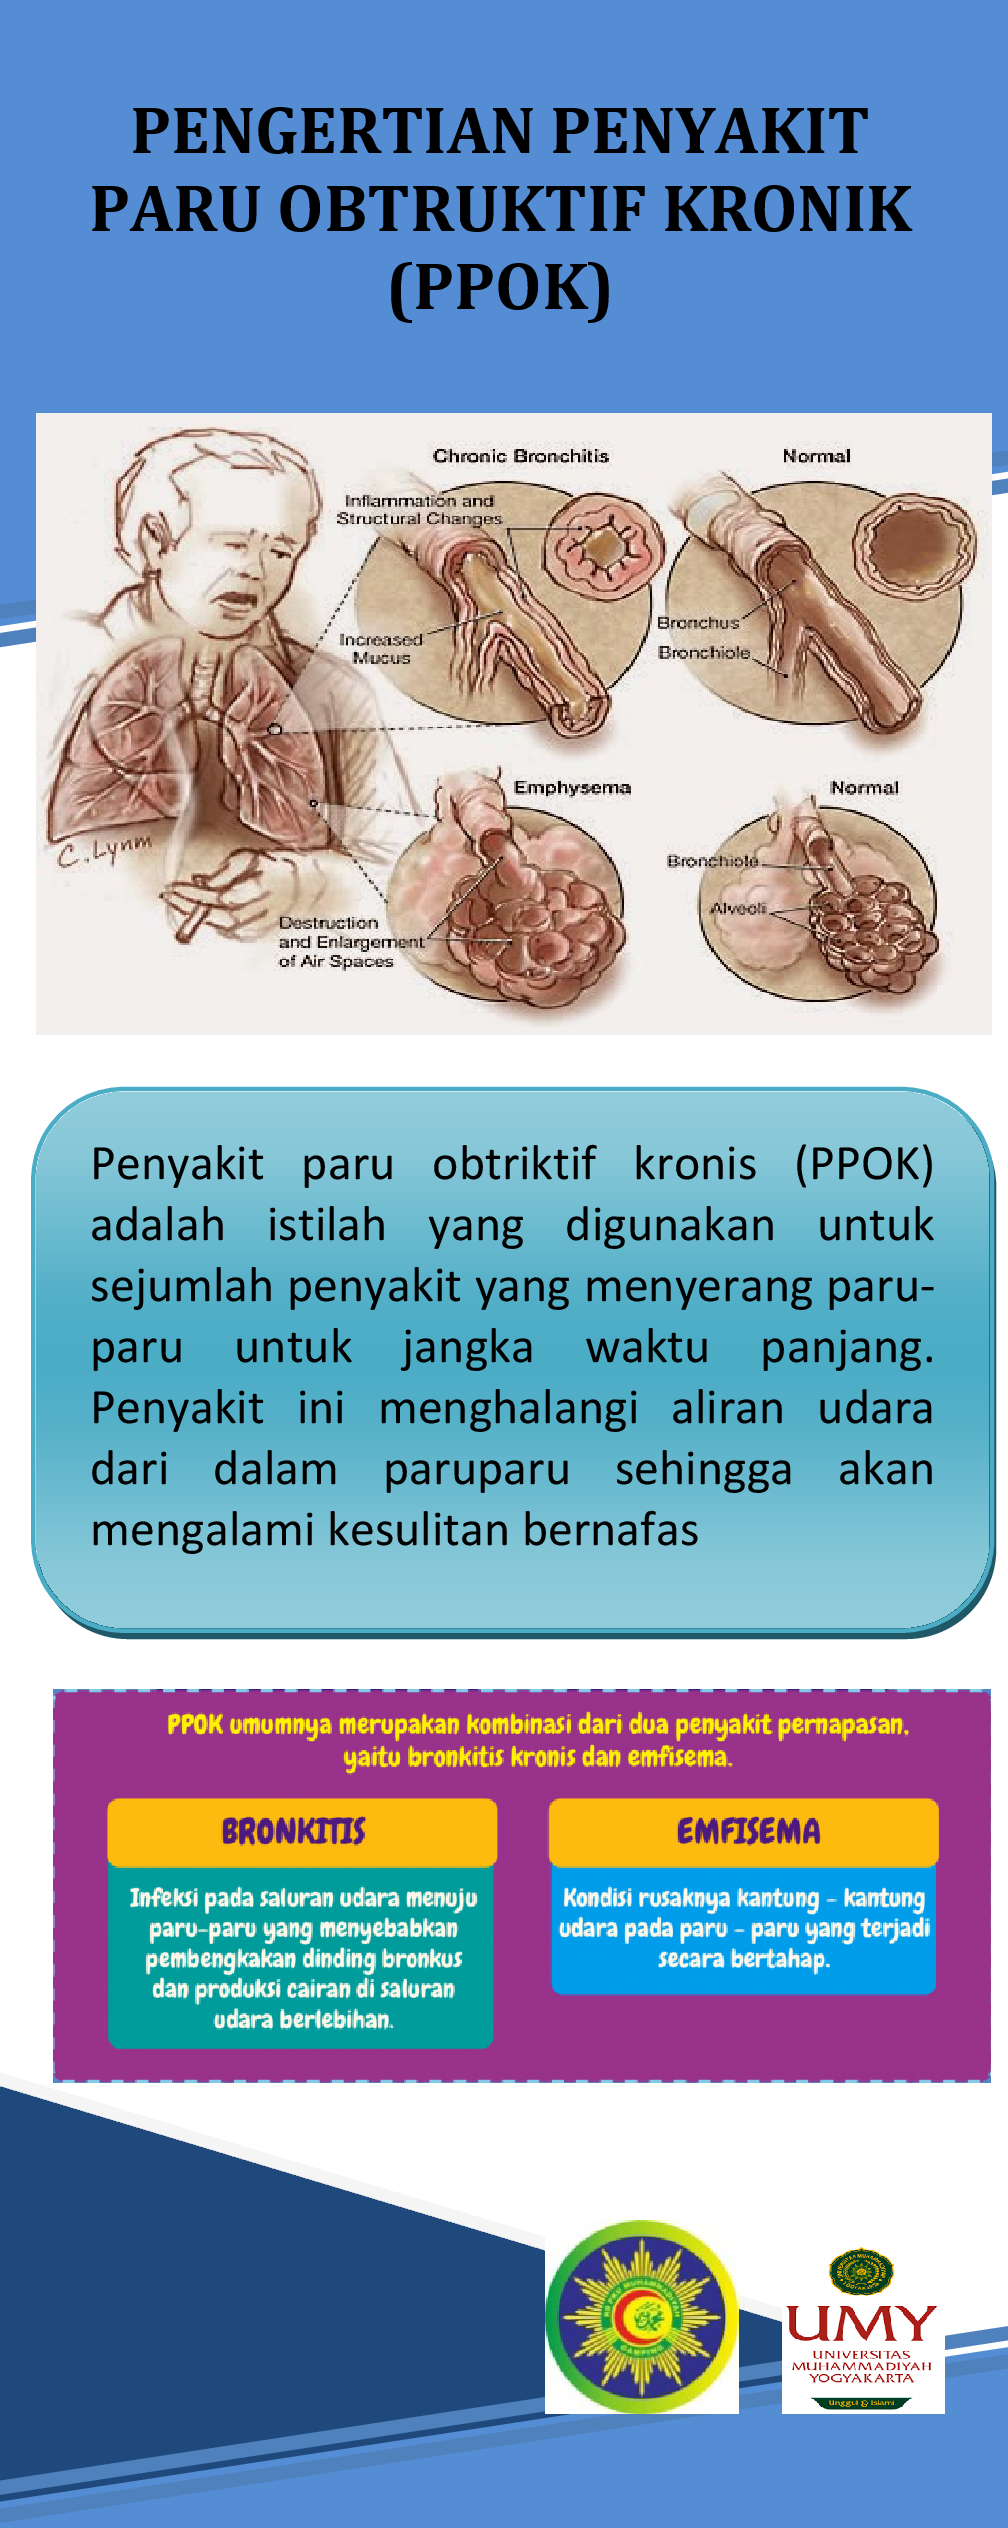 PENGERTIAN PENYAKIT
PARU OBTRUKTIF KRONIK
(PPOK)
Chronic Bronchitis
Normal
Inflammation and
Structural Changes
Increased
Mucus
Bronchus
Bronchiole
Emphysema
Normal
Bronchiole
Alveoli
C. Lynm
Destruction
and Enlargement
of Air Spaces
Penyakit paru obtriktif kronis (PPOK)
adalah istilah yang digunakan untuk
sejumlah penyakit yang menyerang paru-
paru untuk jangka waktu panjang.
Penyakit ini menghalangi aliran udara
dari dalam paruparu sehingga akan
mengalami kesulitan bernafas
PPOK umumnya merupakan kombinasi dari dua penyakit pernapasan,
yaitu bronkitis kronis dan emfisema.
BRONKITIS
Infeksi pada saluran udara menuju
paru-paru yang menyebabkan
pembengkakan dinding bronkus
dan produksi cairan di saluran
udara berlebihan.
EMFISEMA
Kondisi rusaknya kantung - kantung
udara pada paru - paru yang terjadi
secara bertahap.
RS PKU MUHAMMADIYAH
GAMPING
UMY
UNIVERSITAS
MUHAMMADIYAH
YOGYAKARTA
Unggul & Islami